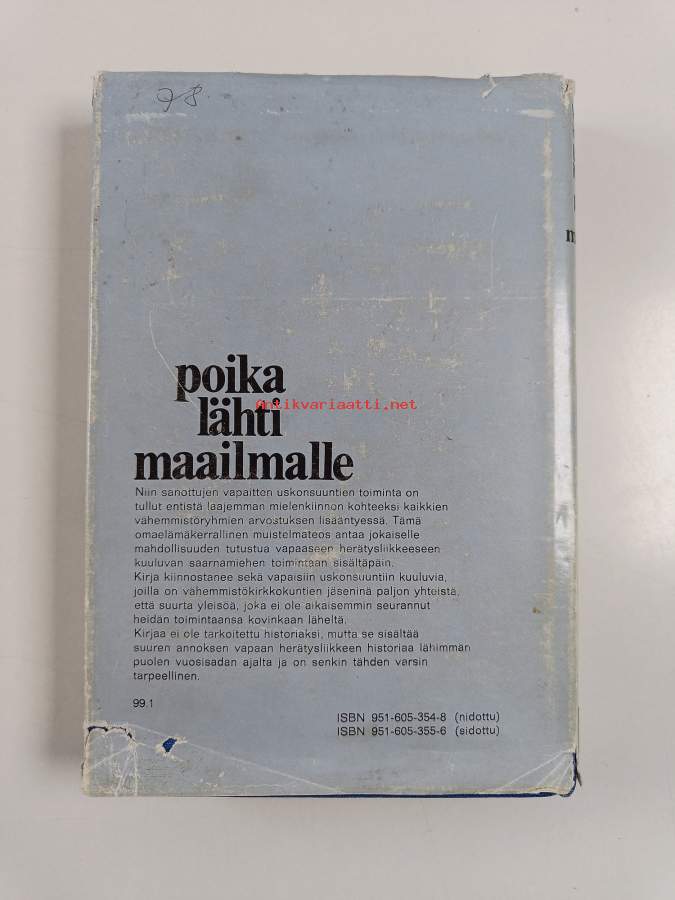 78.
m
poika
lähti
Antikvariaatti.net
maailmalle
Niin sanottujen vapaitten uskonsuuntien toiminta on
tullut entistä laajemman mielenkiinnon kohteeksi kaikkien
vähemmistöryhmien arvostuksen lisääntyessä. Tämä
omaelämäkerrallinen muistelmateos antaa jokaiselle
mahdollisuuden tutustua vapaaseen herätysliikkeeseen
kuuluvan saarnamiehen toimintaan sisältäpäin.
Kirja kiinnostanee sekä vapaisiin uskonsuuntiin kuuluvia,
joilla on vähemmistökirkkokuntien jäseninä paljon yhteistä,
että suurta yleisöä, joka ei ole aikaisemmin seurannut
heidän toimintaansa kovinkaan läheltä.
Kirjaa ei ole tarkoitettu historiaksi, mutta se sisältää
suuren annoksen vapaan herätysliikkeen historiaa lähimmän
puolen vuosisadan ajalta ja on senkin tähden varsin
tarpeellinen.
99.1
ISBN 951-605-354-8 (nidottu)
ISBN 951-605-355-6 (sidottu)